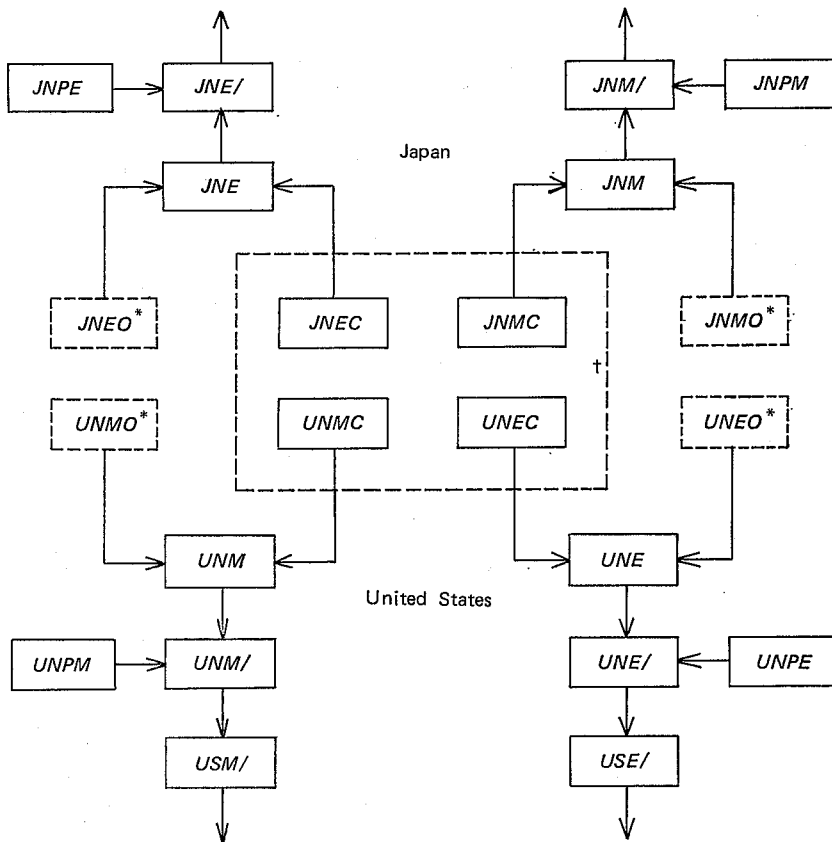 JNPE JNE/ JNM/ JNPM
Japan
JNE JNM
JNEO* JNEC JNMC JNMO*
†
UNMO* UNMC UNEC UNEO*
UNM UNE
United States
UNPM UNM/ UNE/ UNPE
USM/ USE/